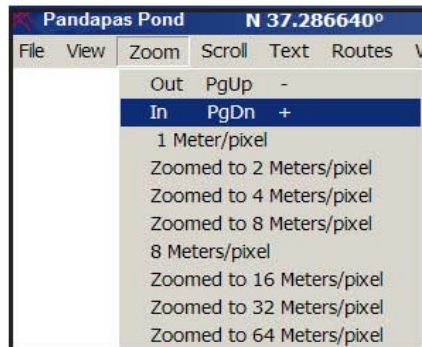 Pandapas Pond N 37.286640º
File View Zoom Scroll Text Routes
Out PgUp -
In PgDn +
1 Meter/pixel
Zoomed to 2 Meters/pixel
Zoomed to 4 Meters/pixel
Zoomed to 8 Meters/pixel
8 Meters/pixel
Zoomed to 16 Meters/pixel
Zoomed to 32 Meters/pixel
Zoomed to 64 Meters/pixel